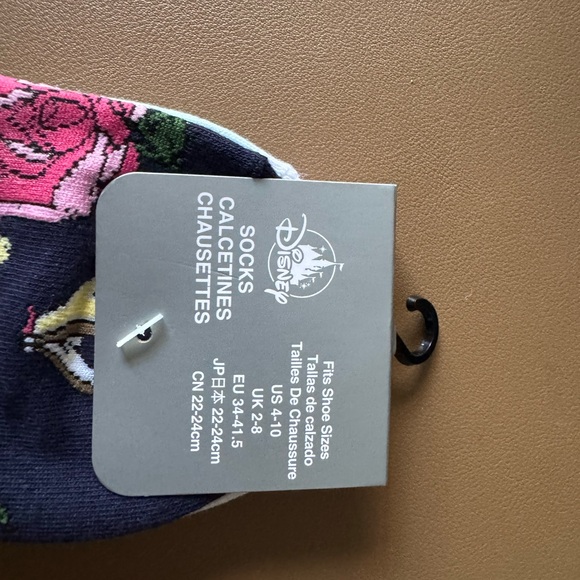 Disney
SOCKS
CALCETINES
CHAUSETTES
Fits Shoe Sizes
Tallas de calzado
Tailles De Chaussure
US 4-10
UK 2-8
EU 34-41.5
JP日本 22-24cm
CN 22-24cm